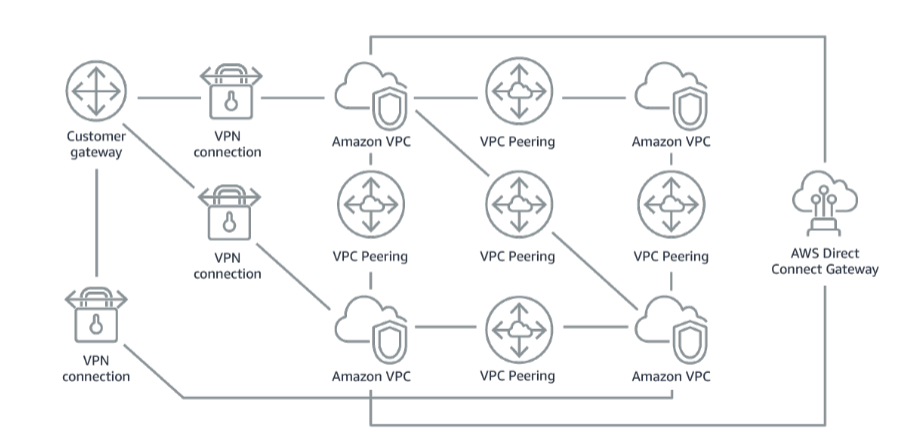 Customer
gateway
VPN
connection
Amazon VPC
VPC Peering
Amazon VPC
VPN
connection
VPC Peering
VPC Peering
VPC Peering
AWS Direct
Connect Gateway
VPN
connection
Amazon VPC
VPC Peering
Amazon VPC